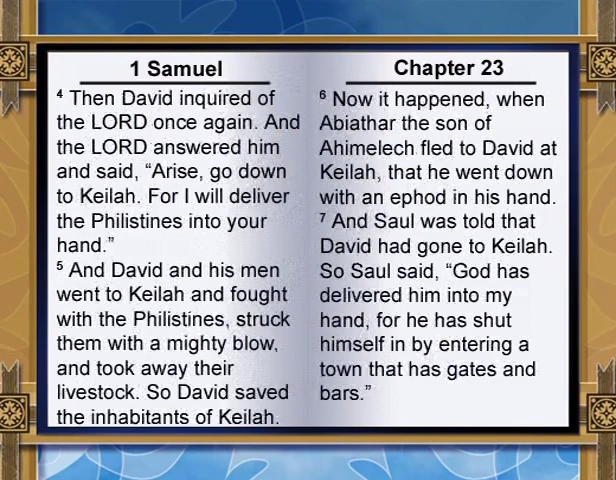 1 Samuel
⁴ Then David inquired of
the LORD once again. And
the LORD answered him
and said, “Arise, go down
to Keilah. For I will deliver
the Philistines into your
hand.”
⁵ And David and his men
went to Keilah and fought
with the Philistines, struck
them with a mighty blow,
and took away their
livestock. So David saved
the inhabitants of Keilah.
Chapter 23
⁶ Now it happened, when
Abiathar the son of
Ahimelech fled to David at
Keilah, that he went down
with an ephod in his hand.
⁷ And Saul was told that
David had gone to Keilah.
So Saul said, “God has
delivered him into my
hand, for he has shut
himself in by entering a
town that has gates and
bars.”